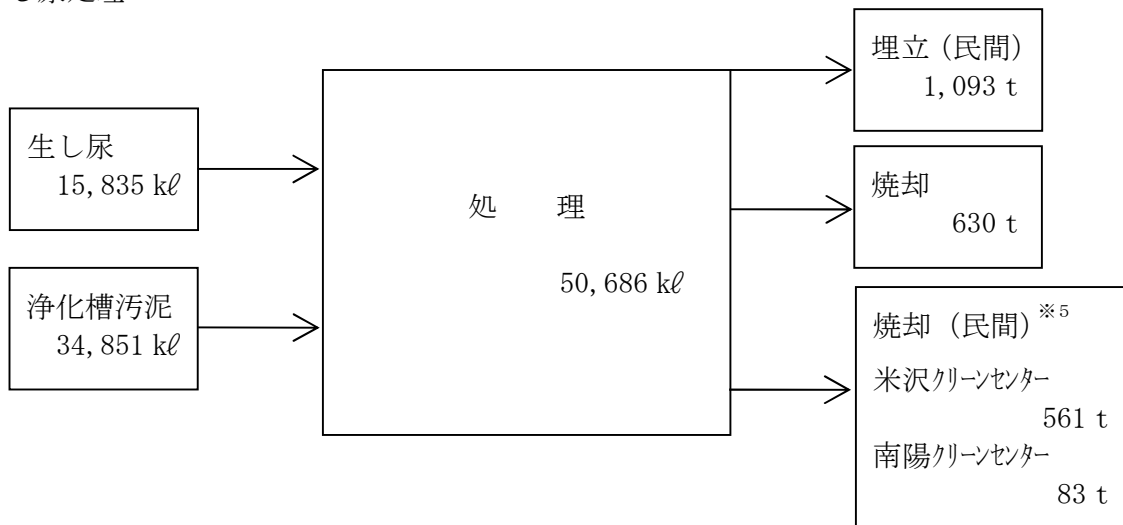 し尿処理
生し尿
15,835 kℓ
浄化槽汚泥
34,851 kℓ
処　理
50,686 kℓ
埋立（民間）
1,093 t
焼却
630 t
焼却（民間）※5
米沢ｸﾘｰﾝｾﾝﾀｰ
561 t
南陽ｸﾘｰﾝｾﾝﾀｰ
83 t